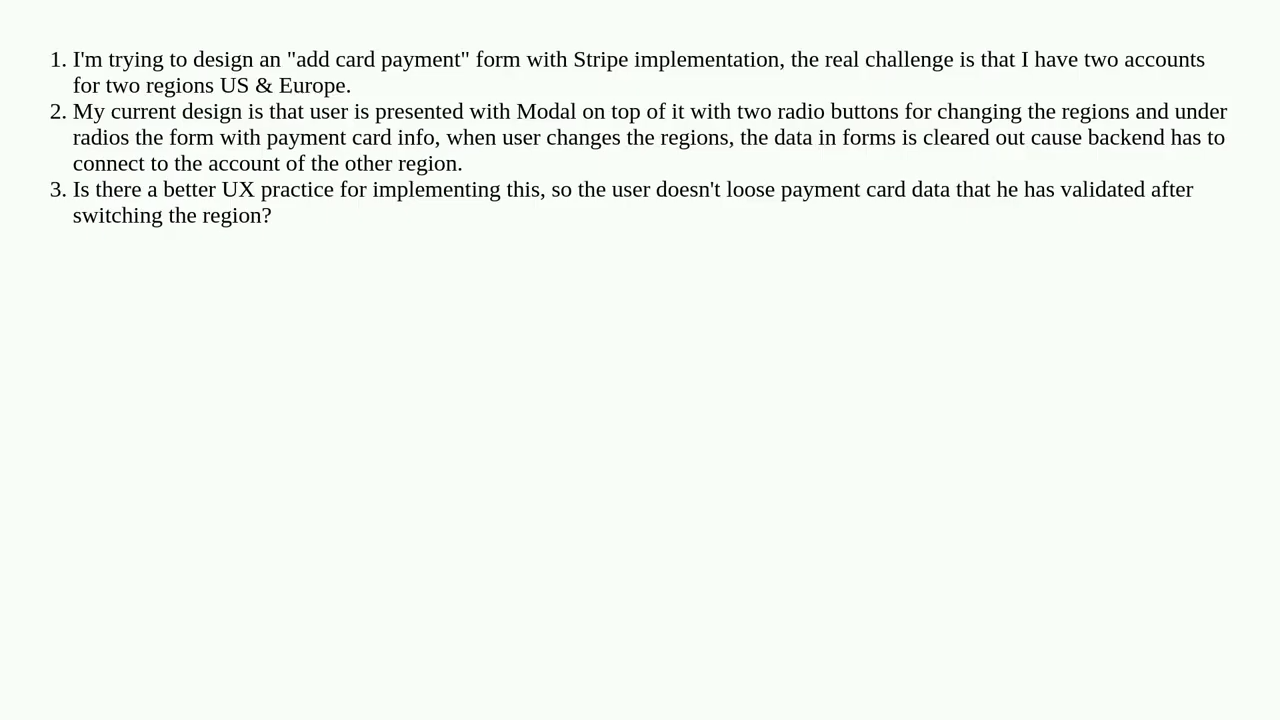 1. I'm trying to design an "add card payment" form with Stripe implementation, the real challenge is that I have two accounts
for two regions US & Europe.
2. My current design is that user is presented with Modal on top of it with two radio buttons for changing the regions and under
radios the form with payment card info, when user changes the regions, the data in forms is cleared out cause backend has to
connect to the account of the other region.
3. Is there a better UX practice for implementing this, so the user doesn't loose payment card data that he has validated after
switching the region?